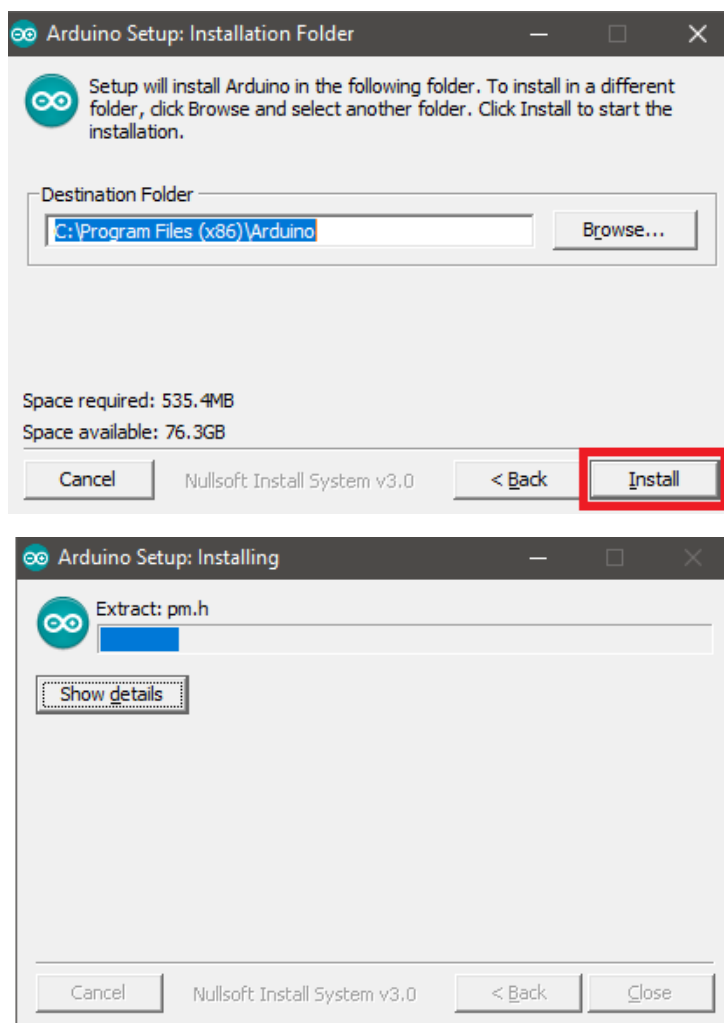 Arduino Setup: Installation Folder
Setup will install Arduino in the following folder. To install in a different
folder, click Browse and select another folder. Click Install to start the
installation.
Destination Folder
C:\Program Files (x86)\Arduino
Browse...
Space required: 535.4MB
Space available: 76.3GB
Cancel Nullsoft Install System v3.0 < Back Install
Arduino Setup: Installing
Extract: pm.h
Show details
Cancel Nullsoft Install System v3.0 < Back Close